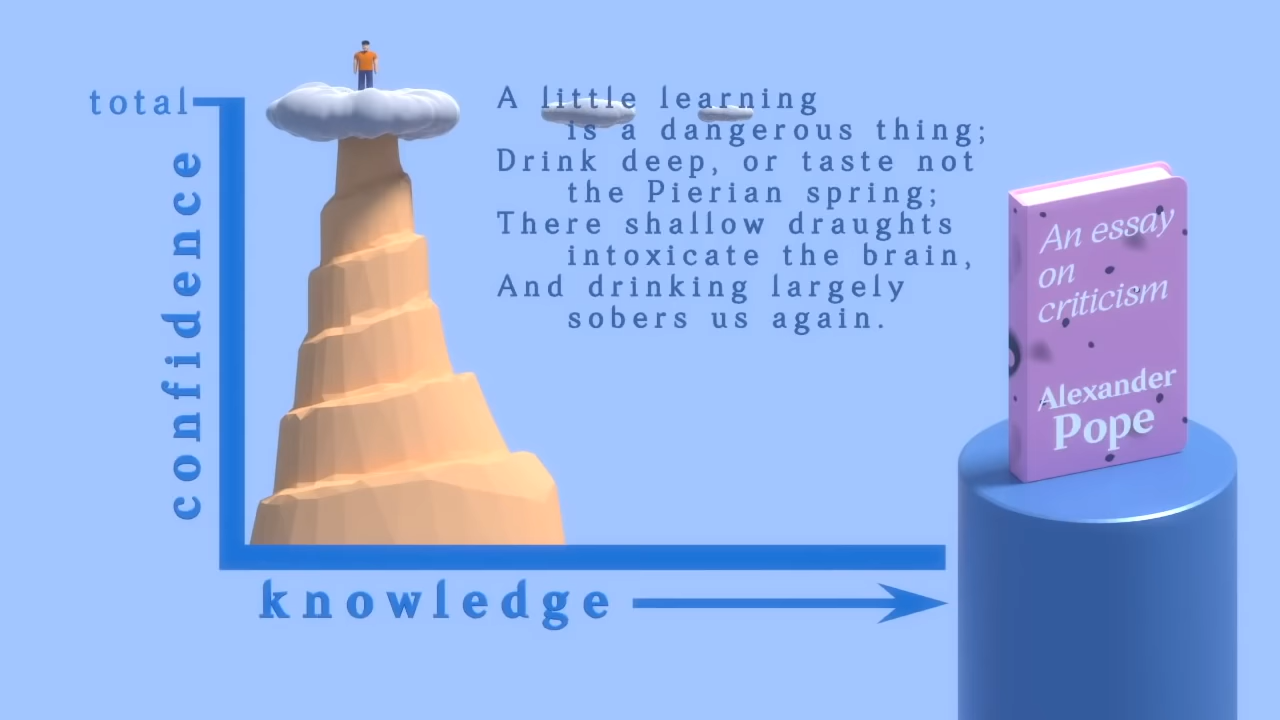 total
confidence
A little learning
is a dangerous thing;
Drink deep, or taste not
the Pierian spring;
There shallow draughts
intoxicate the brain,
And drinking largely
sobers us again.
An essay
on
criticism
Alexander
Pope
knowledge